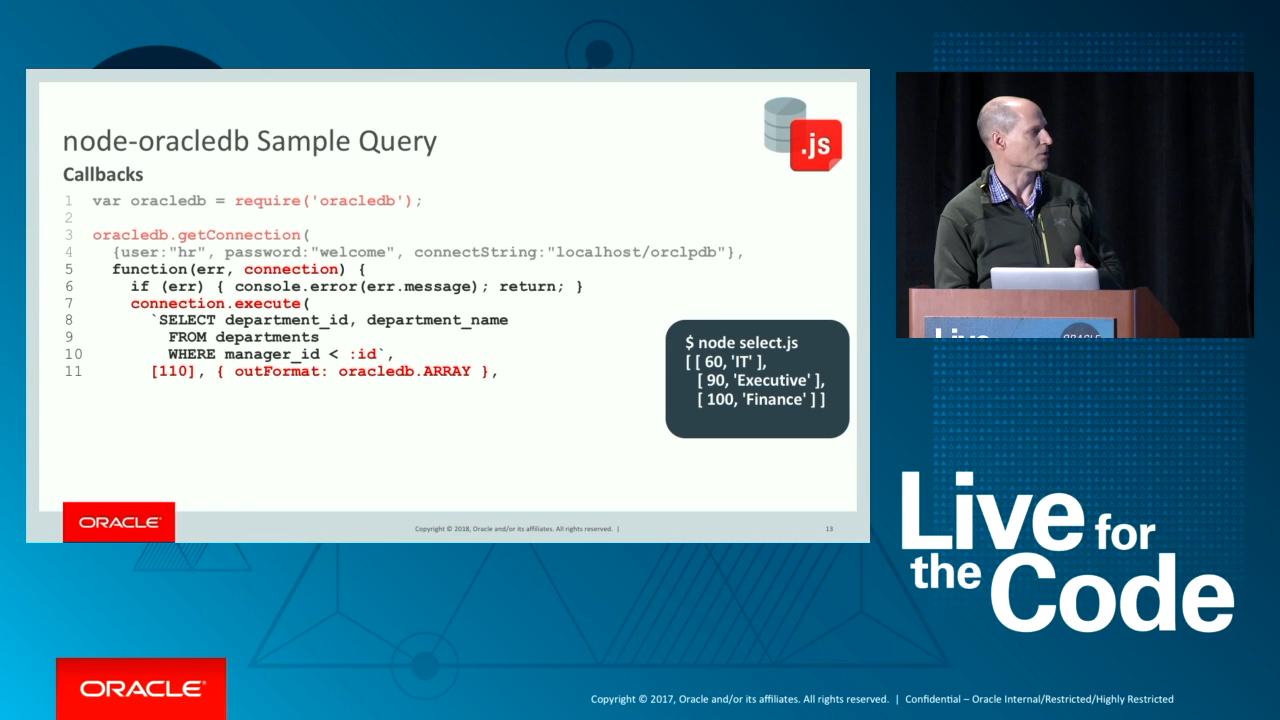 node-oracledb Sample Query
.js
Callbacks
1 var oracledb = require('oracledb');
2
3 oracledb.getConnection(
4 {user:"hr", password:"welcome", connectString:"localhost/orclpdb"},
5 function(err, connection) {
6 if (err) { console.error(err.message); return; }
7 connection.execute(
8 `SELECT department_id, department_name
9 FROM departments
10 WHERE manager_id < :id`,
11 [110], { outFormat: oracledb.ARRAY },
$ node select.js
[ [ 60, 'IT' ],
[ 90, 'Executive' ],
[ 100, 'Finance' ] ]
ORACLE
Copyright © 2018, Oracle and/or its affiliates. All rights reserved. |
13
Live
ORACLE
Live for
the Code
ORACLE
Copyright © 2017, Oracle and/or its affiliates. All rights reserved. | Confidential – Oracle Internal/Restricted/Highly Restricted